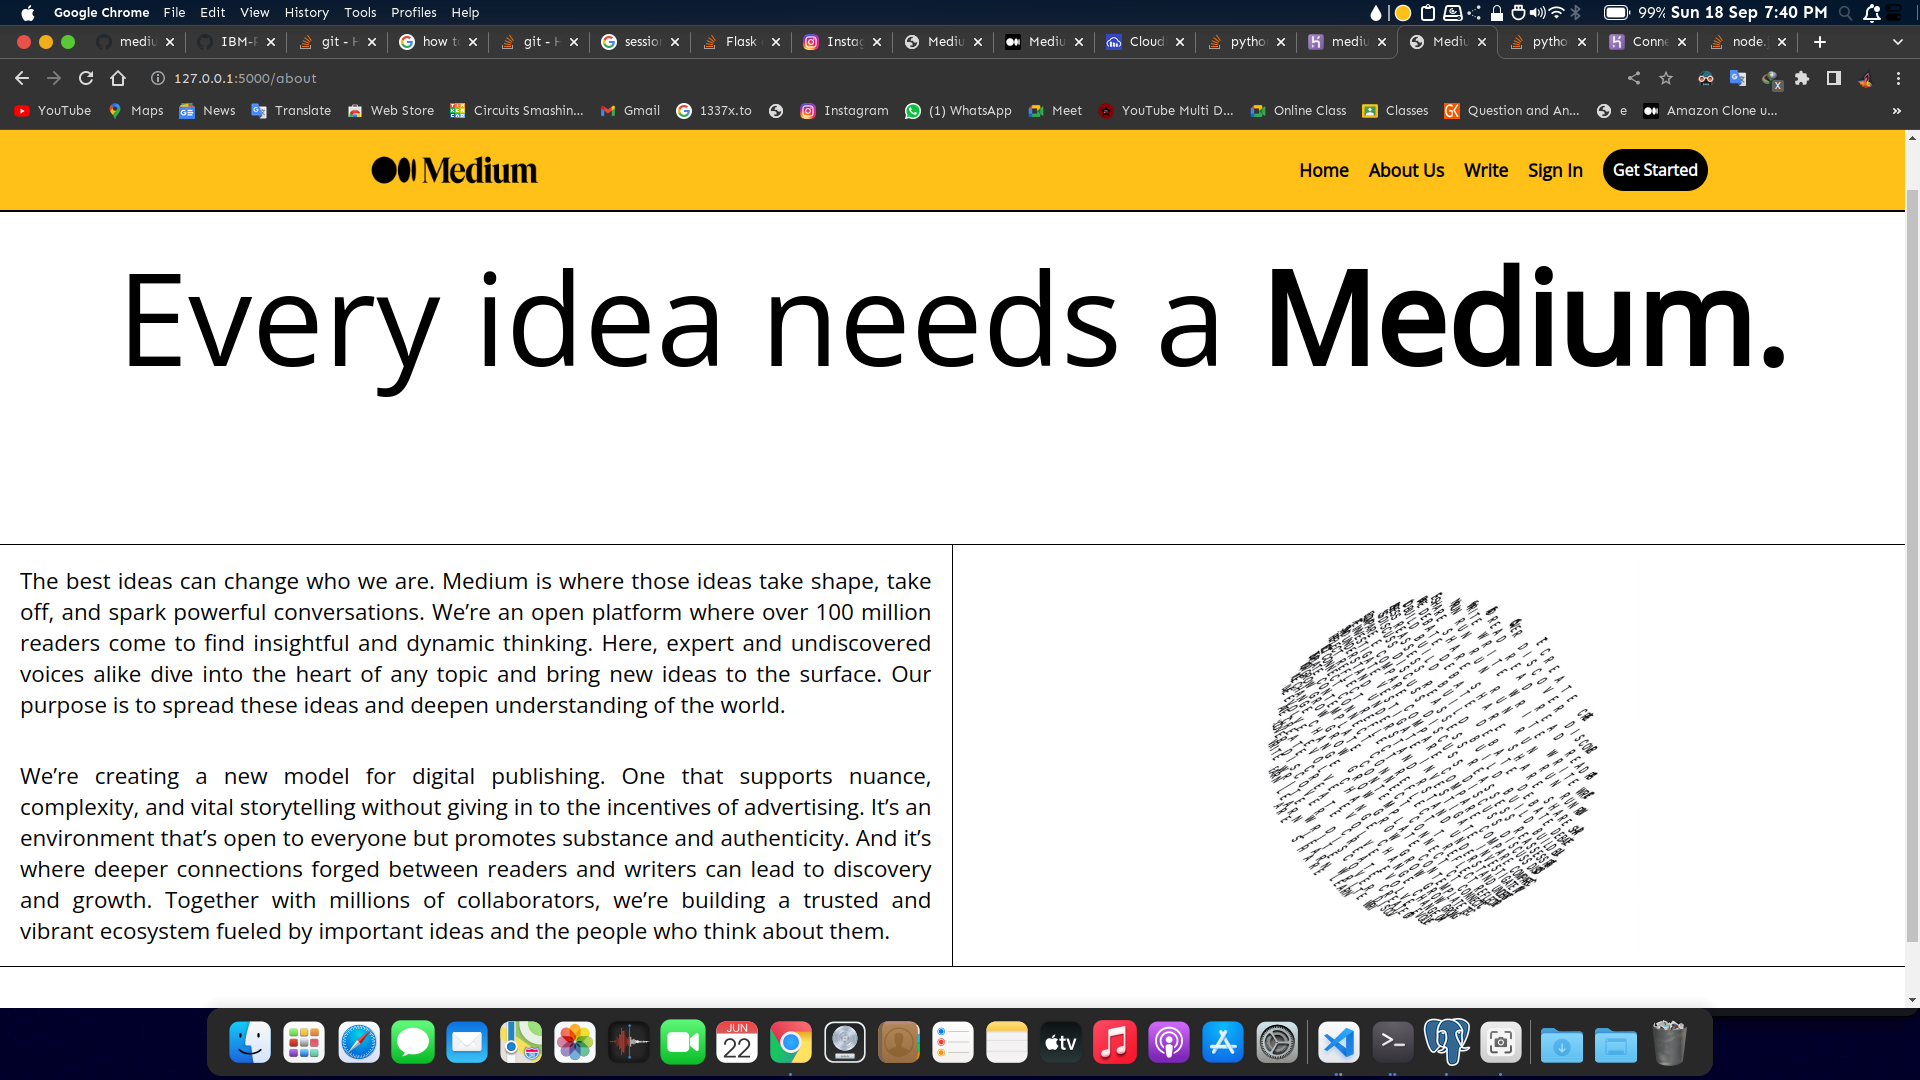 Google Chrome File Edit View History Tools Profiles Help 99% Sun 18 Sep 7:40 PM
mediu IBM-P git - H how to git - H sessio Flask Instag Mediu Mediu Cloudi pytho mediu Mediu pytho Conne node.j
127.0.0.1:5000/about
YouTube Maps News Translate Web Store Circuits Smashin... Gmail 1337x.to Instagram (1) WhatsApp Meet YouTube Multi D... Online Class Classes Question and An... e Amazon Clone u... »
Medium Home About Us Write Sign In Get Started
Every idea needs a Medium.
The best ideas can change who we are. Medium is where those ideas take shape, take
off, and spark powerful conversations. We’re an open platform where over 100 million
readers come to find insightful and dynamic thinking. Here, expert and undiscovered
voices alike dive into the heart of any topic and bring new ideas to the surface. Our
purpose is to spread these ideas and deepen understanding of the world.
We’re creating a new model for digital publishing. One that supports nuance,
complexity, and vital storytelling without giving in to the incentives of advertising. It’s an
environment that’s open to everyone but promotes substance and authenticity. And it’s
where deeper connections forged between readers and writers can lead to discovery
and growth. Together with millions of collaborators, we’re building a trusted and
vibrant ecosystem fueled by important ideas and the people who think about them.
JUN
22
tv